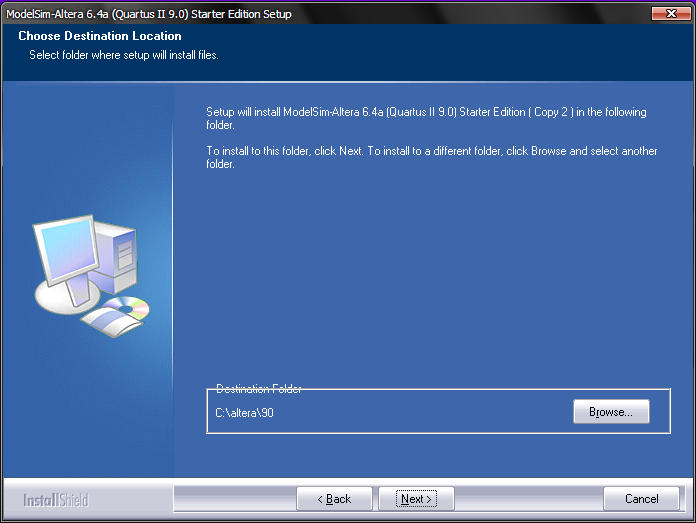 ModelSim-Altera 6.4a (Quartus II 9.0) Starter Edition Setup
Choose Destination Location
Select folder where setup will install files.
Setup will install ModelSim-Altera 6.4a (Quartus II 9.0) Starter Edition ( Copy 2 ) in the following
folder.
To install to this folder, click Next. To install to a different folder, click Browse and select another
folder.
Destination Folder
C:\altera\90
Browse...
InstallShield
< Back
Next >
Cancel